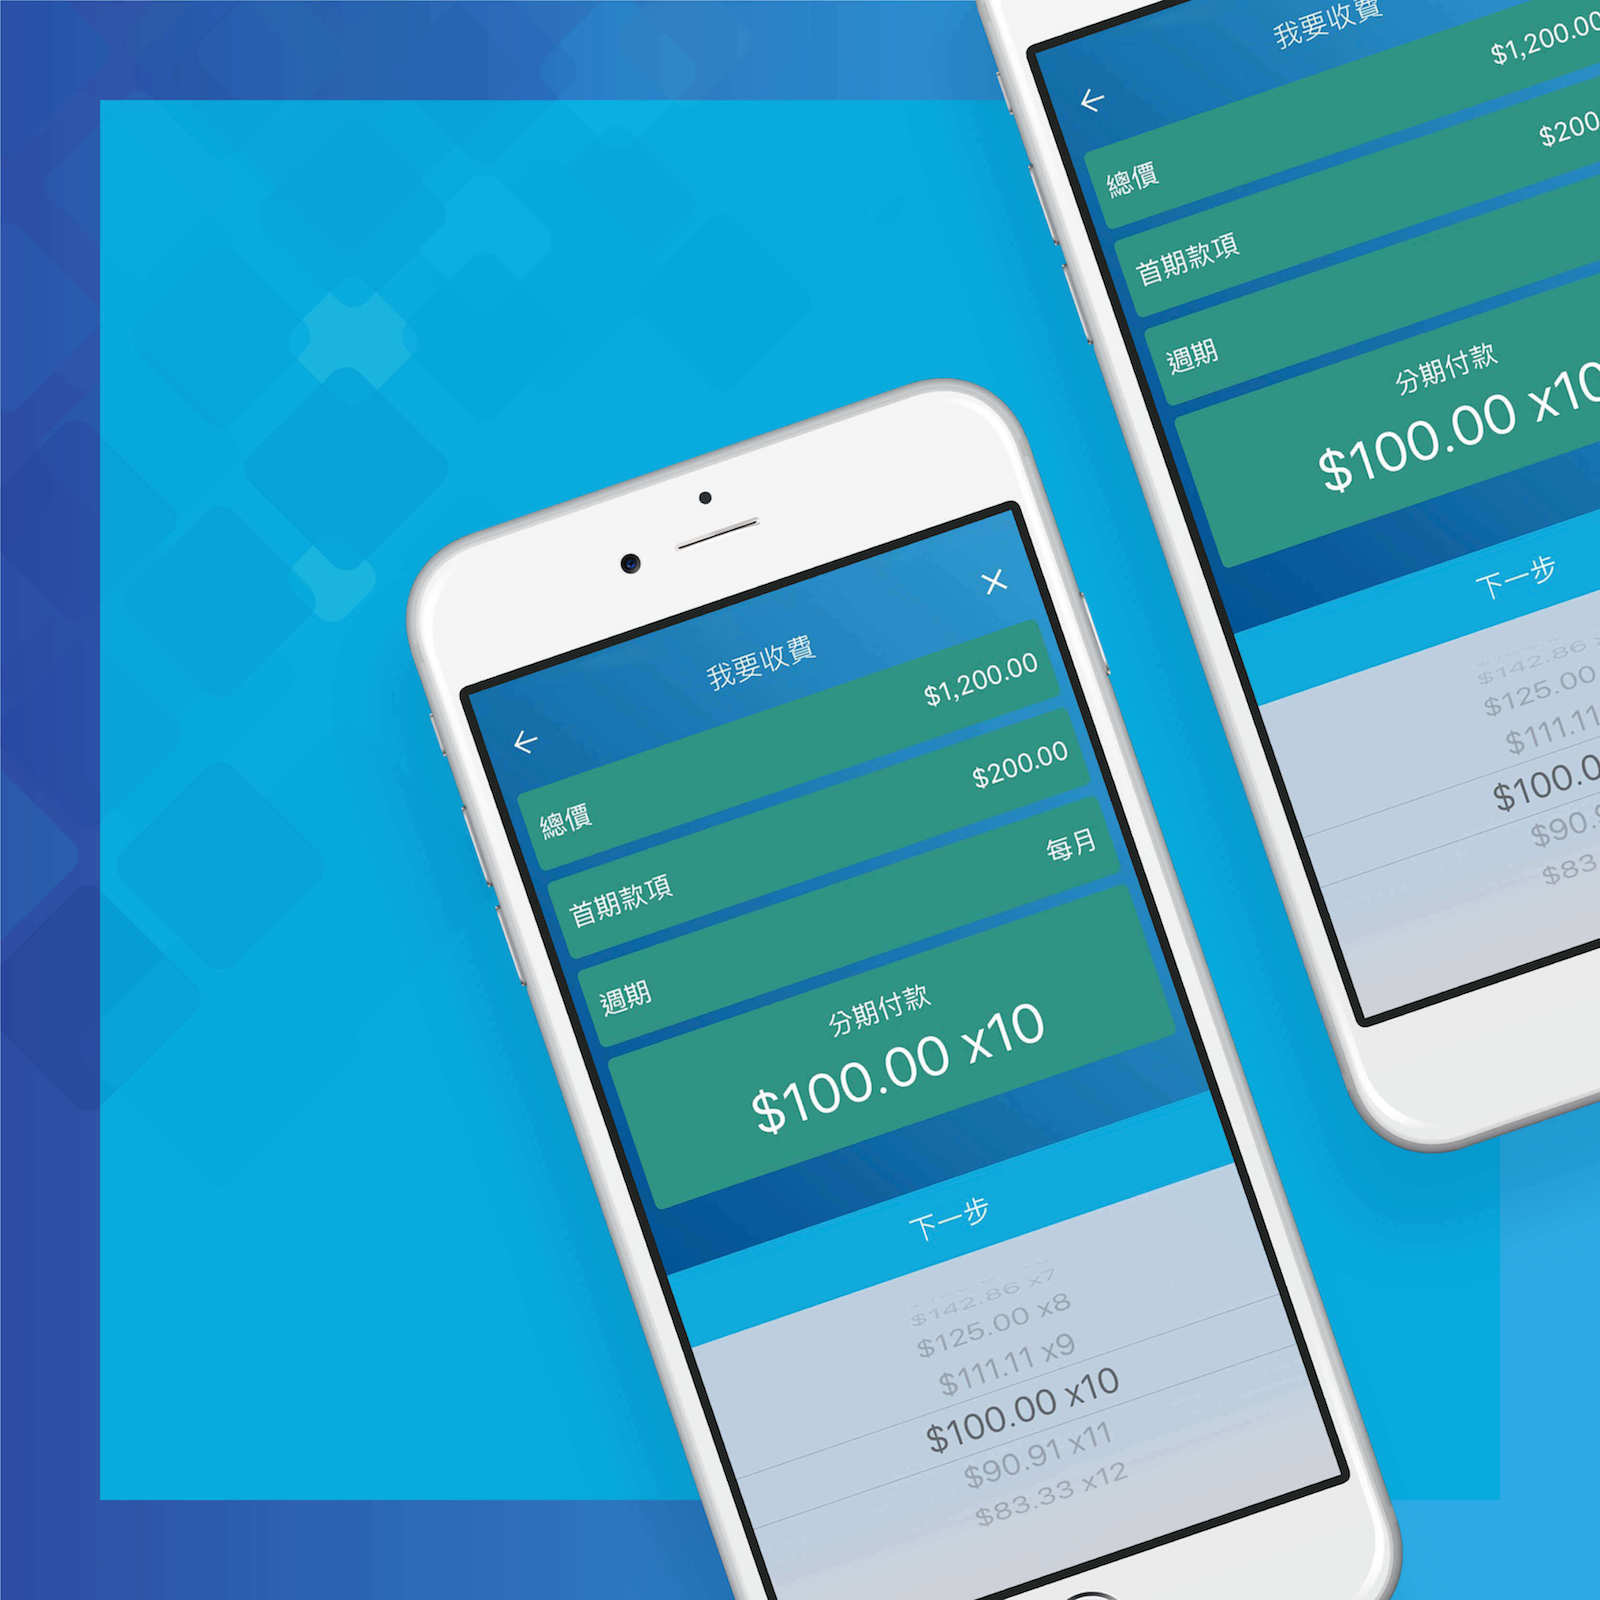 我要收費
$1,200.00
總價
$200.00
首期款項
每月
週期
分期付款
$100.00 x10
下一步
$142.86 x7
$125.00 x8
$111.11 x9
$100.00 x10
$90.91 x11
$83.33 x12
我要收費
$1,200.00
總價
$200
首期款項
週期
分期付款
$100.00 x10
下一步
$142.86
$125.00
$111.11
$100.0
$90.9
$83